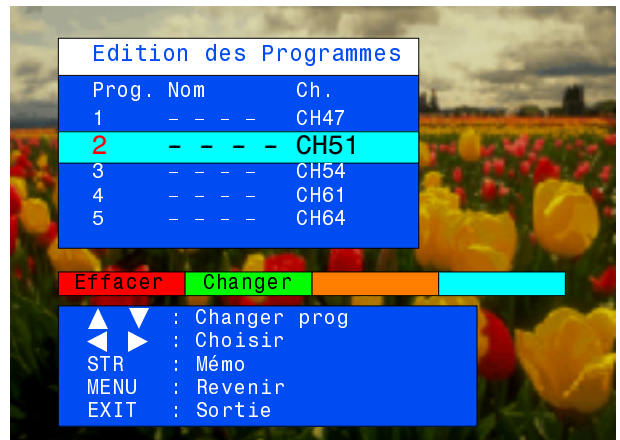 Edition des Programmes
Prog. Nom Ch.
1 – – – – CH47
2 – – – – CH51
3 – – – – CH54
4 – – – – CH61
5 – – – – CH64
Effacer Changer
▲ ▼ : Changer prog
◀ ▶ : Choisir
STR : Mémo
MENU : Revenir
EXIT : Sortie